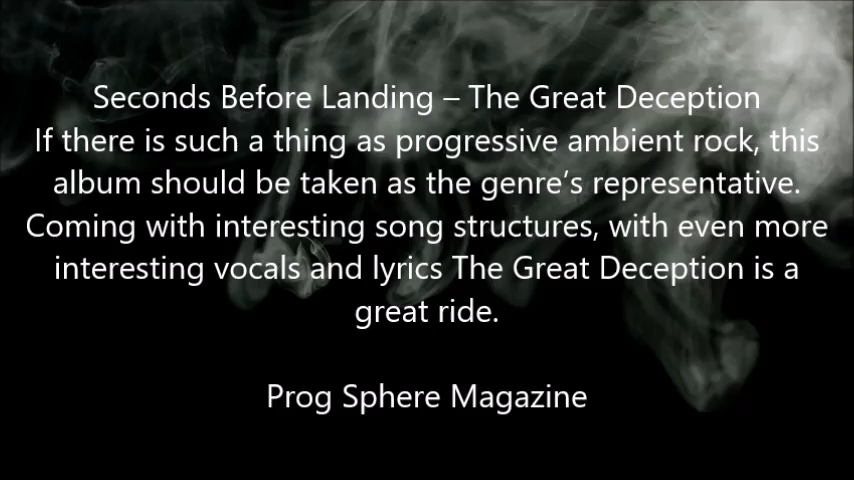 Seconds Before Landing – The Great Deception
If there is such a thing as progressive ambient rock, this
album should be taken as the genre’s representative.
Coming with interesting song structures, with even more
interesting vocals and lyrics The Great Deception is a
great ride.
Prog Sphere Magazine